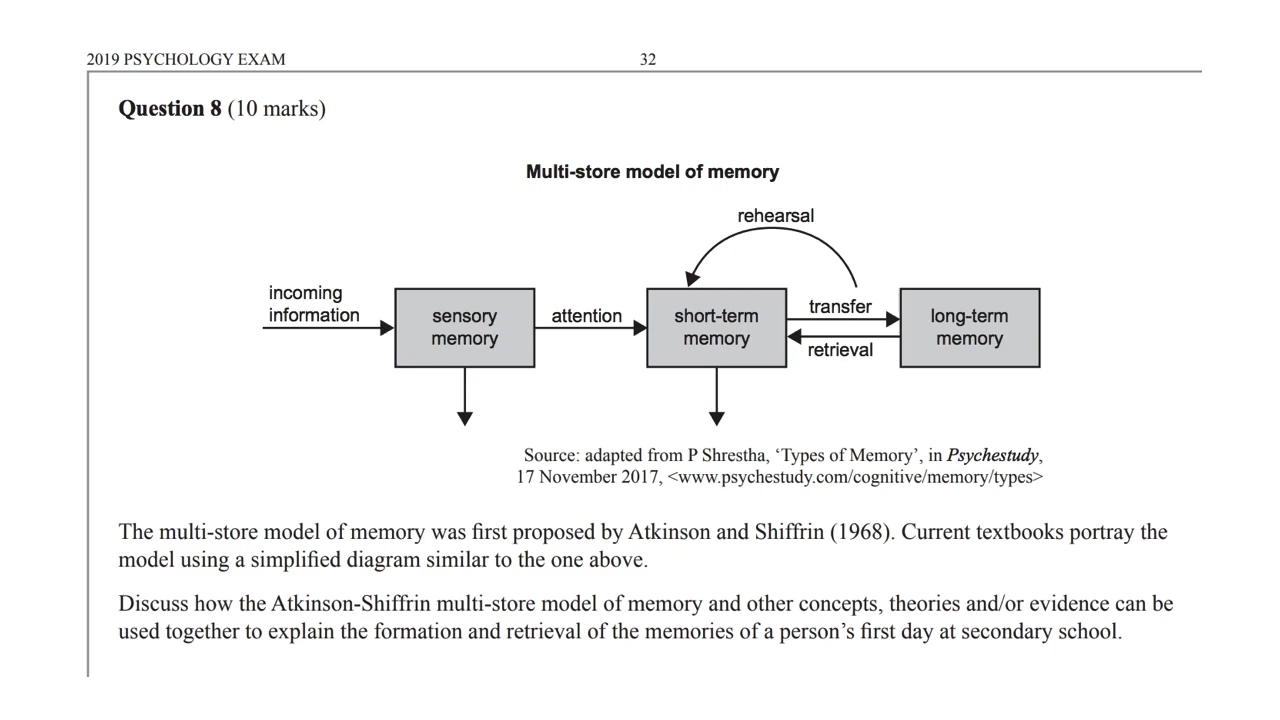 2019 PSYCHOLOGY EXAM 32
Question 8 (10 marks)
Multi-store model of memory
rehearsal
incoming
information
sensory
memory
attention
short-term
memory
transfer
retrieval
long-term
memory
Source: adapted from P Shrestha, ‘Types of Memory’, in Psychestudy,
17 November 2017, <www.psychestudy.com/cognitive/memory/types>
The multi-store model of memory was first proposed by Atkinson and Shiffrin (1968). Current textbooks portray the
model using a simplified diagram similar to the one above.
Discuss how the Atkinson-Shiffrin multi-store model of memory and other concepts, theories and/or evidence can be
used together to explain the formation and retrieval of the memories of a person’s first day at secondary school.